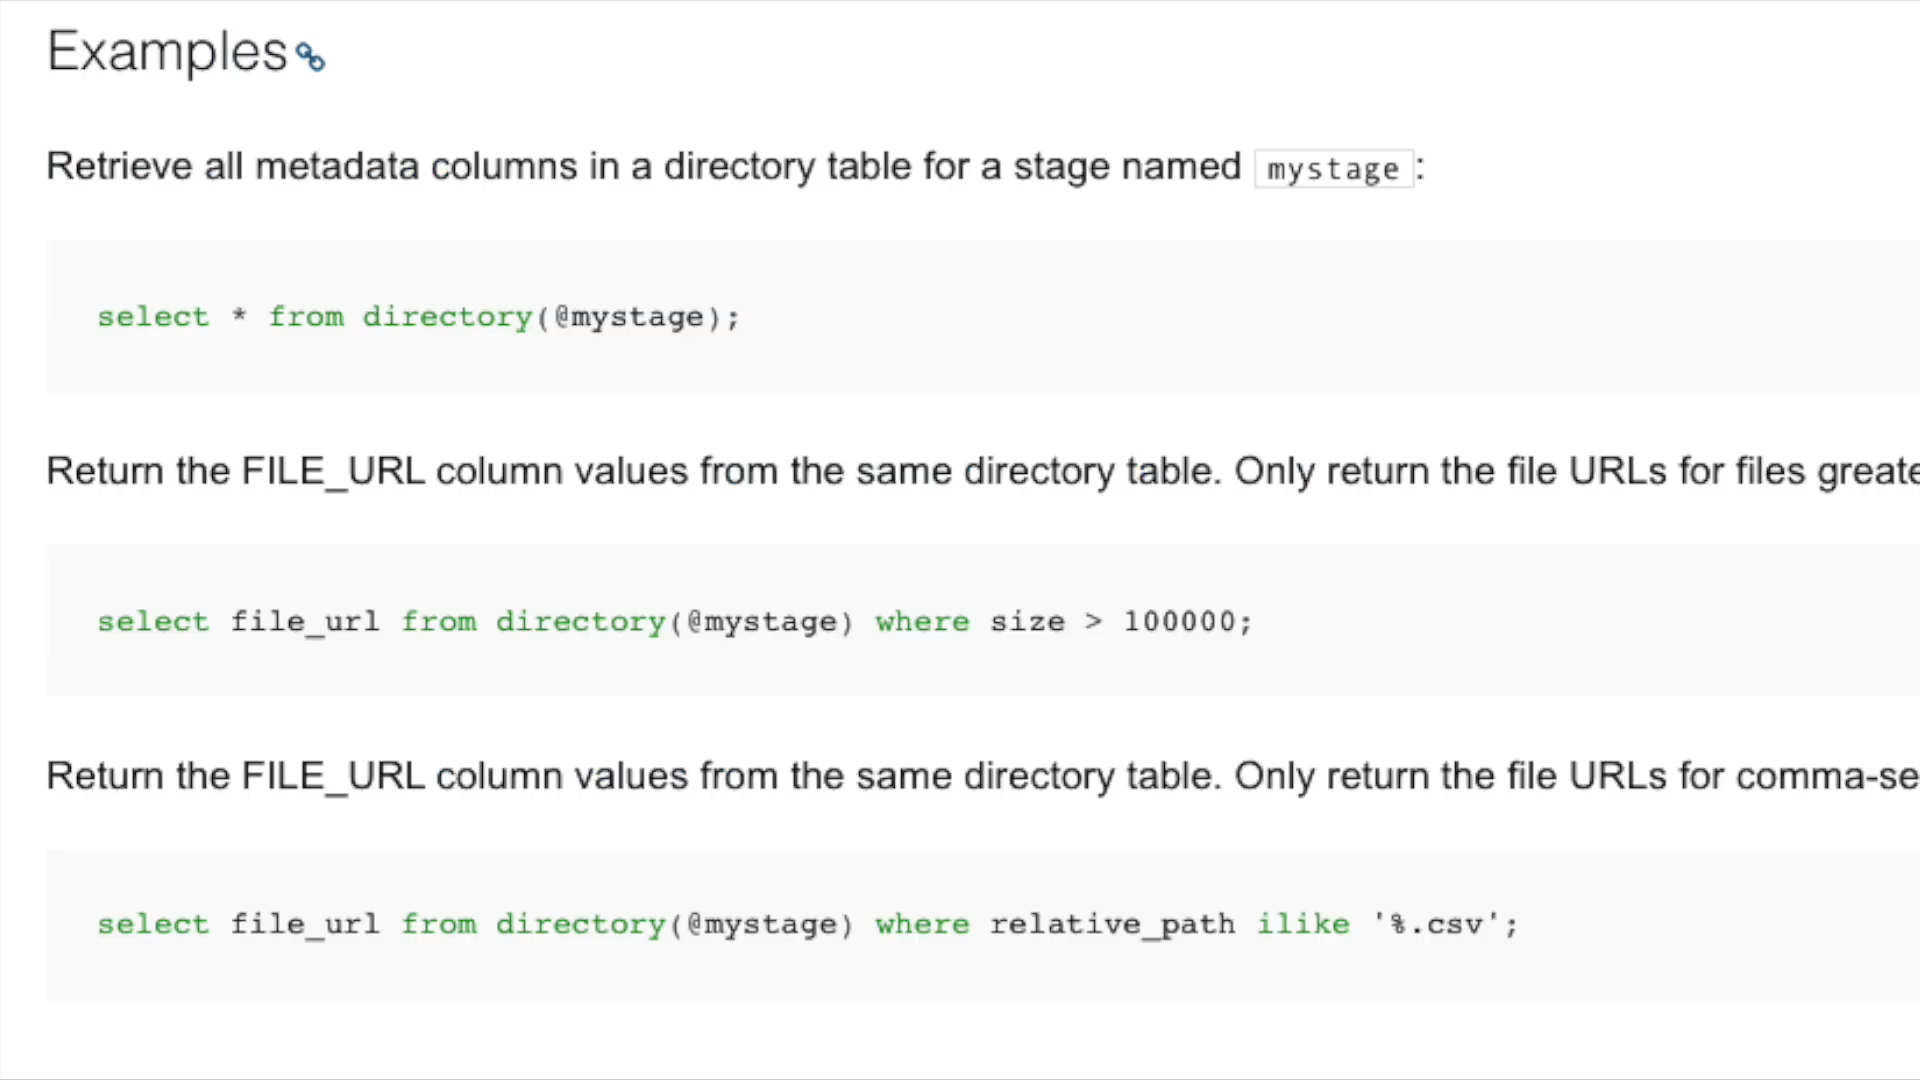 Examples
Retrieve all metadata columns in a directory table for a stage named mystage:
select * from directory(@mystage);
Return the FILE_URL column values from the same directory table. Only return the file URLs for files greate
select file_url from directory(@mystage) where size > 100000;
Return the FILE_URL column values from the same directory table. Only return the file URLs for comma-se
select file_url from directory(@mystage) where relative_path ilike '%.csv';